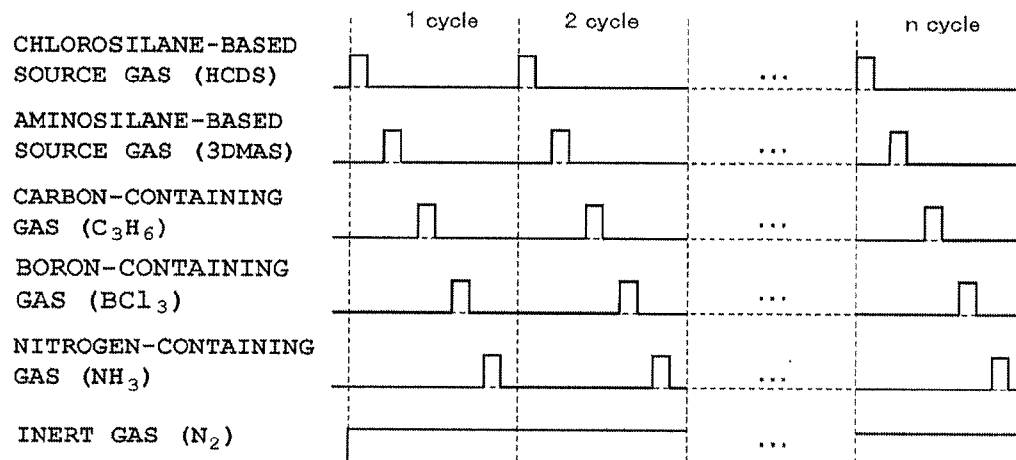 1 cycle 2 cycle n cycle
CHLOROSILANE-BASED
SOURCE GAS (HCDS)
...
AMINOSILANE-BASED
SOURCE GAS (3DMAS)
...
CARBON-CONTAINING
GAS (C₃H₆)
...
BORON-CONTAINING
GAS (BCl₃)
...
NITROGEN-CONTAINING
GAS (NH₃)
...
INERT GAS (N₂)
...